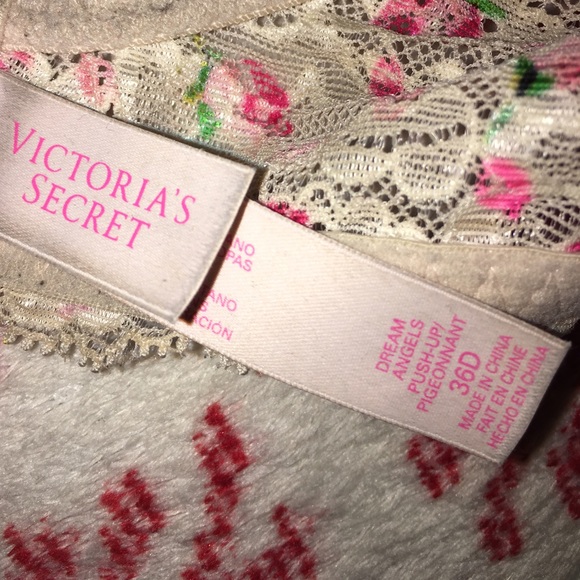 VICTORIA'S
SECRET
DREAM
ANGELS
PUSH-UP/
PIGEONNANT
36D
MADE IN CHINA
FAIT EN CHINE
HECHO EN CHINA